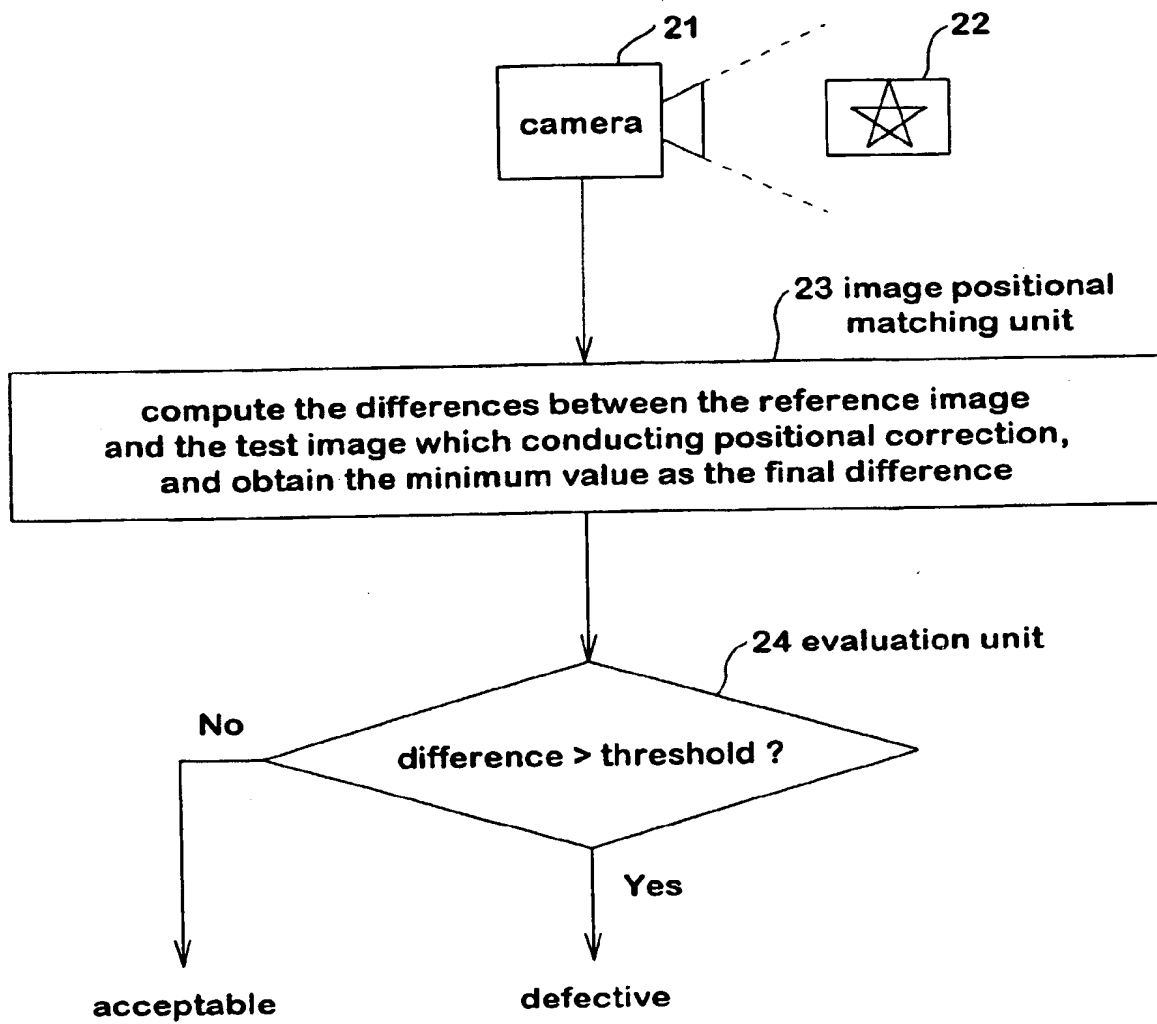 21
22
camera
23 image positional
matching unit
compute the differences between the reference image
and the test image which conducting positional correction,
and obtain the minimum value as the final difference
24 evaluation unit
No
difference > threshold ?
Yes
acceptable
defective